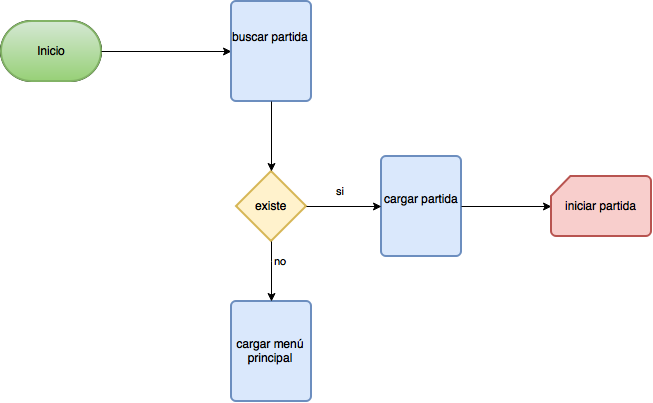 Inicio
buscar partida
existe
si
cargar partida
iniciar partida
no
cargar menú
principal